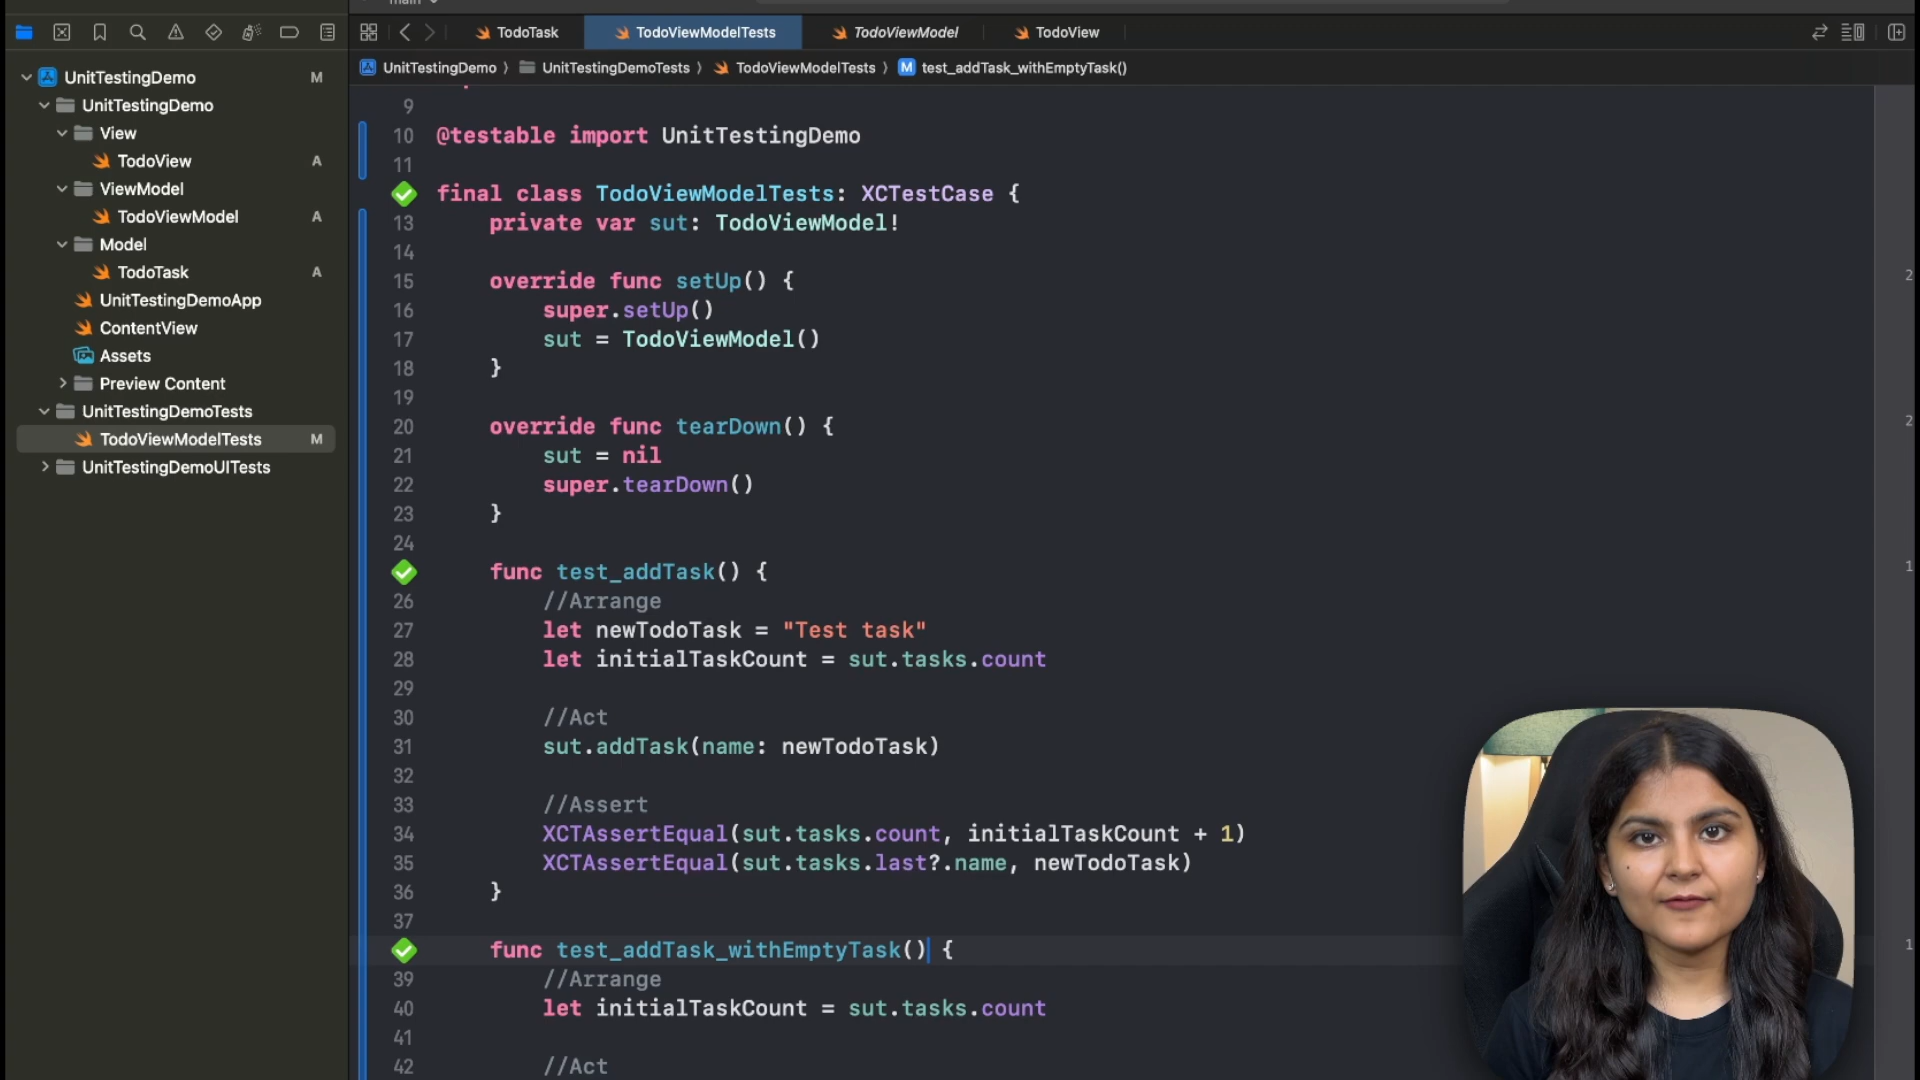 main
TodoTask
TodoViewModelTests
TodoViewModel
TodoView
UnitTestingDemo
UnitTestingDemoTests
TodoViewModelTests
M
test_addTask_withEmptyTask()
UnitTestingDemo M
UnitTestingDemo
View
TodoView A
ViewModel
TodoViewModel A
Model
TodoTask A
UnitTestingDemoApp
ContentView
Assets
Preview Content
UnitTestingDemoTests
TodoViewModelTests M
UnitTestingDemoUITests
9
10 @testable import UnitTestingDemo
11
final class TodoViewModelTests: XCTestCase {
13 private var sut: TodoViewModel!
14
15 override func setUp() { 2
16 super.setUp()
17 sut = TodoViewModel()
18 }
19
20 override func tearDown() { 2
21 sut = nil
22 super.tearDown()
23 }
24
func test_addTask() { 1
26 //Arrange
27 let newTodoTask = "Test task"
28 let initialTaskCount = sut.tasks.count
29
30 //Act
31 sut.addTask(name: newTodoTask)
32
33 //Assert
34 XCTAssertEqual(sut.tasks.count, initialTaskCount + 1)
35 XCTAssertEqual(sut.tasks.last?.name, newTodoTask)
36 }
37
func test_addTask_withEmptyTask() { 1
39 //Arrange
40 let initialTaskCount = sut.tasks.count
41
42 //Act